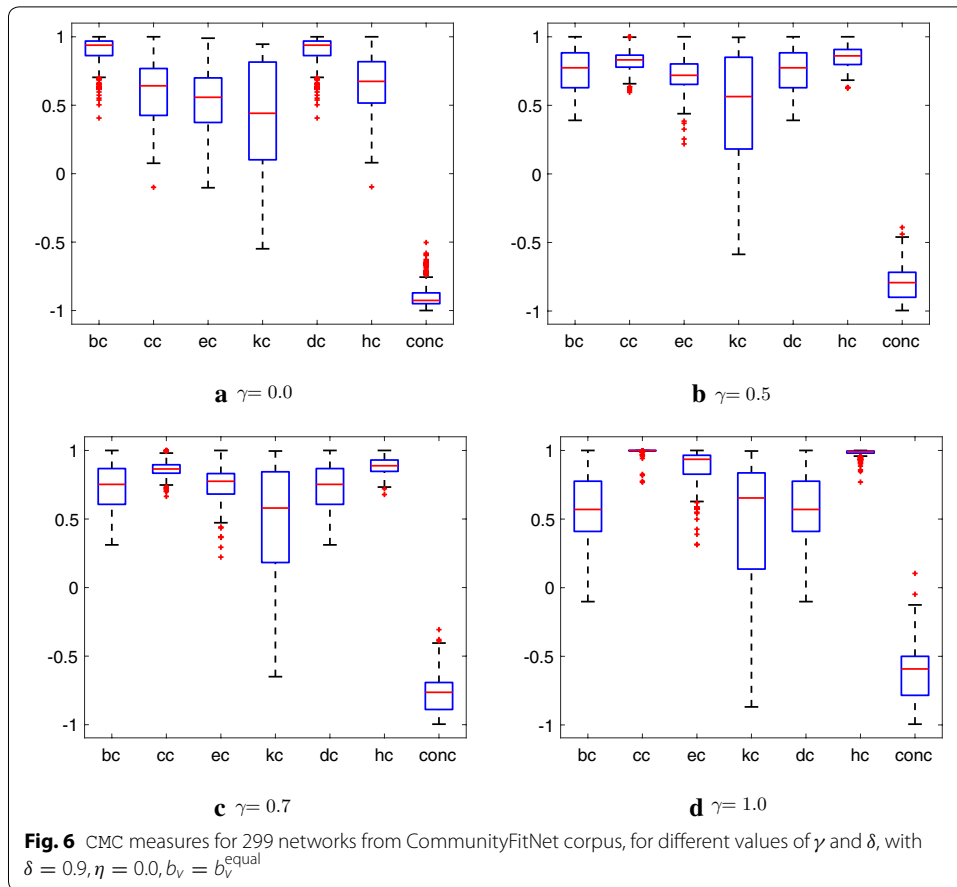 1
0.5
0
-0.5
-1
bc cc ec kc dc hc conc
a γ= 0.0
1
0.5
0
-0.5
-1
bc cc ec kc dc hc conc
b γ= 0.5
1
0.5
0
-0.5
-1
bc cc ec kc dc hc conc
c γ= 0.7
1
0.5
0
-0.5
-1
bc cc ec kc dc hc conc
d γ= 1.0
Fig. 6 CMC measures for 299 networks from CommunityFitNet corpus, for different values of γ and δ, with
δ = 0.9, η = 0.0, b_v = b_v^equal